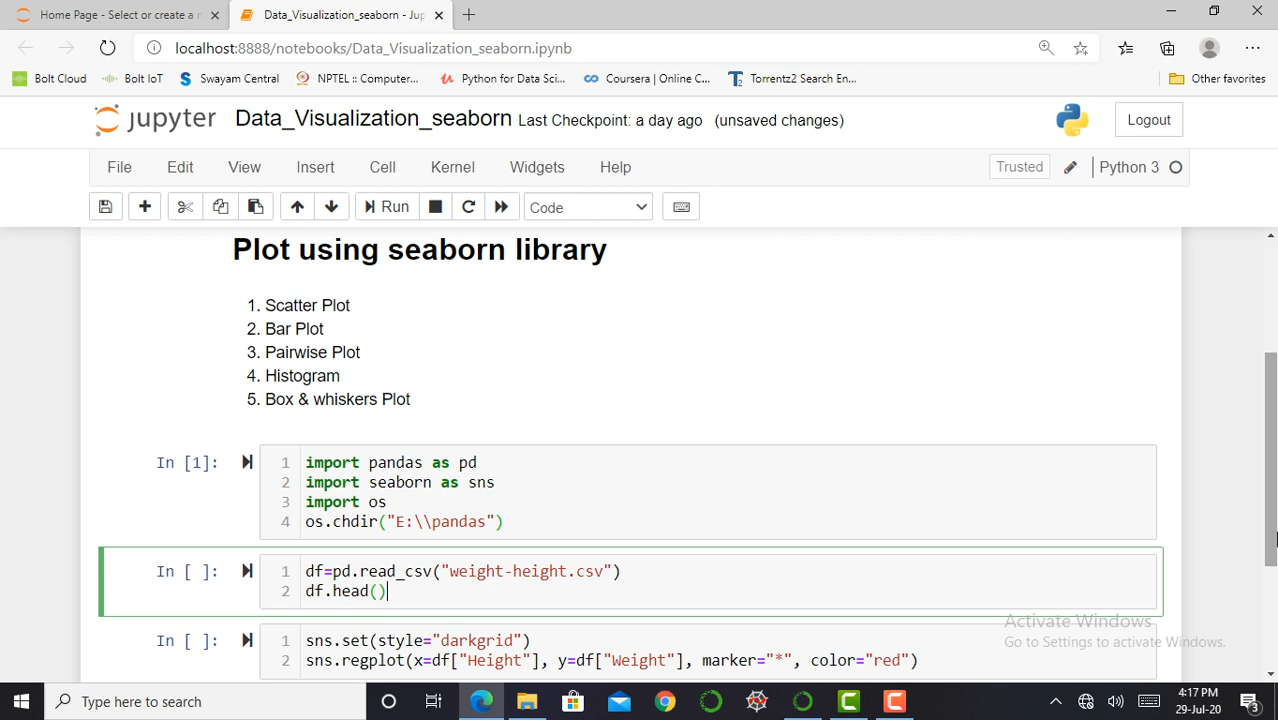 Home Page - Select or create a n
Data_Visualization_seaborn - Jup
localhost:8888/notebooks/Data_Visualization_seaborn.ipynb
Bolt Cloud
Bolt IoT
Swayam Central
NPTEL :: Computer...
Python for Data Sci...
Coursera | Online C...
Torrentz2 Search En...
Other favorites
jupyter
Data_Visualization_seaborn Last Checkpoint: a day ago (unsaved changes)
Logout
File Edit View Insert Cell Kernel Widgets Help
Trusted
Python 3
Run
Code
Plot using seaborn library
1. Scatter Plot
2. Bar Plot
3. Pairwise Plot
4. Histogram
5. Box & whiskers Plot
In [1]:
1 import pandas as pd
2 import seaborn as sns
3 import os
4 os.chdir("E:\\pandas")
In [ ]:
1 df=pd.read_csv("weight-height.csv")
2 df.head()
In [ ]:
1 sns.set(style="darkgrid")
2 sns.regplot(x=df["Height"], y=df["Weight"], marker="*", color="red")
Activate Windows
Go to Settings to activate Windows.
Type here to search
4:17 PM
29-Jul-20
3